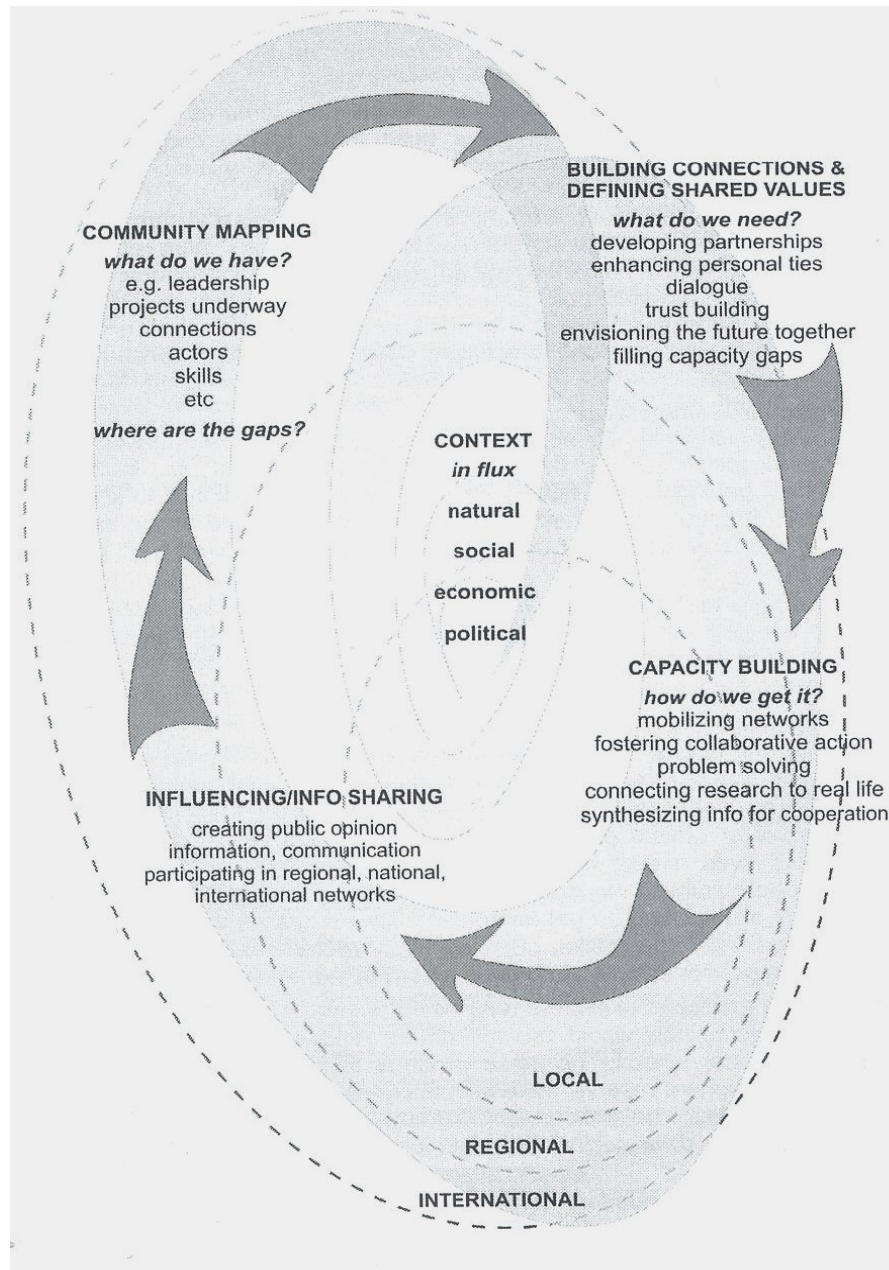 BUILDING CONNECTIONS &
DEFINING SHARED VALUES
what do we need?
developing partnerships
enhancing personal ties
dialogue
trust building
envisioning the future together
filling capacity gaps
COMMUNITY MAPPING
what do we have?
e.g. leadership
projects underway
connections
actors
skills
etc
where are the gaps?
CONTEXT
in flux
natural
social
economic
political
CAPACITY BUILDING
how do we get it?
mobilizing networks
fostering collaborative action
problem solving
connecting research to real life
synthesizing info for cooperation
INFLUENCING/INFO SHARING
creating public opinion
information, communication
participating in regional, national,
international networks
LOCAL
REGIONAL
INTERNATIONAL